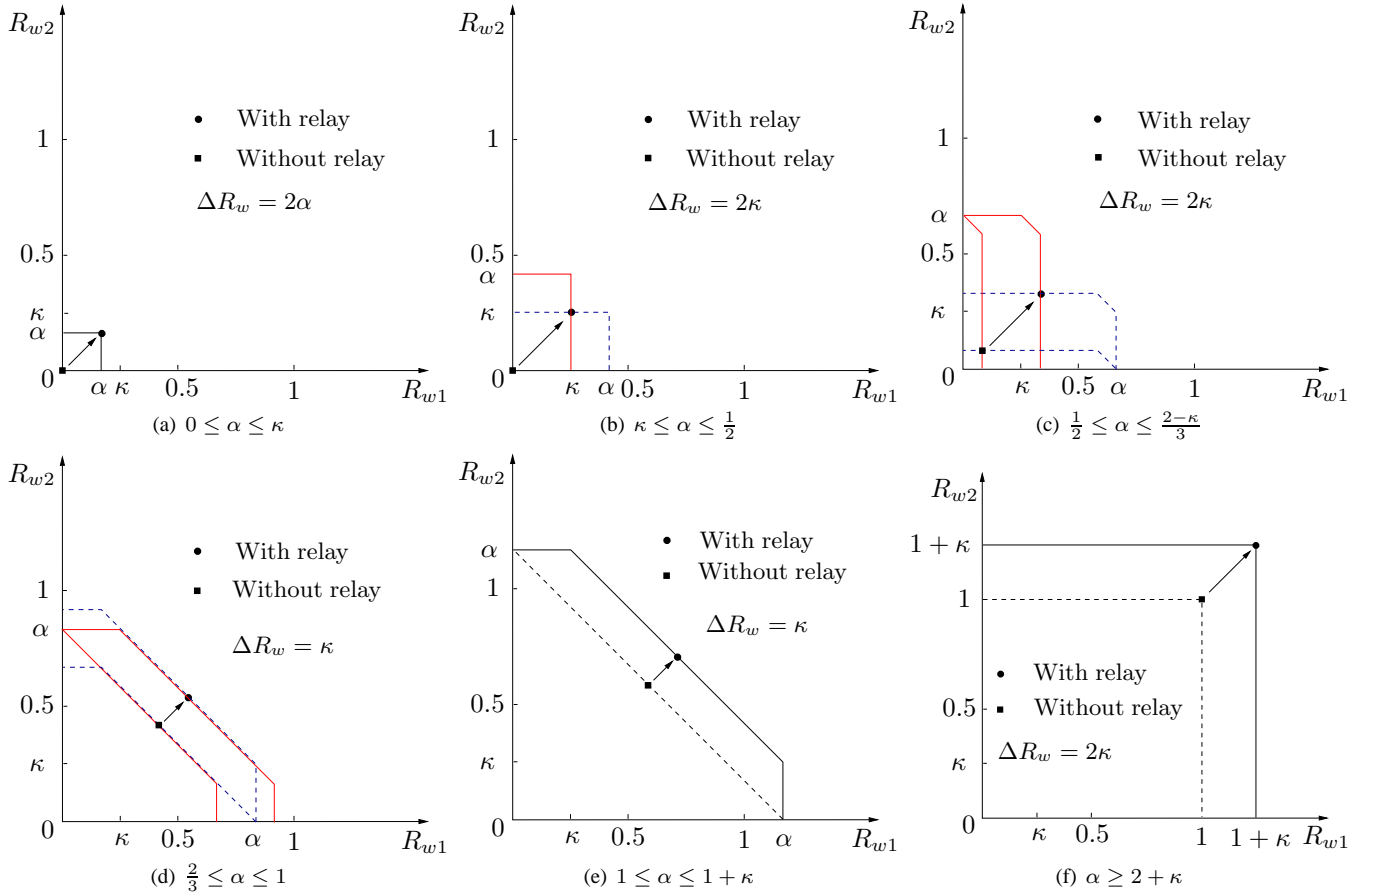 R_{w2}
1
0.5
κ
α
0
α κ 0.5 1 R_{w1}
With relay
Without relay
ΔR_w = 2α
(a) 0 ≤ α ≤ κ
R_{w2}
1
0.5
α
κ
0
κ α 0.5 1 R_{w1}
With relay
Without relay
ΔR_w = 2κ
(b) κ ≤ α ≤ 1/2
R_{w2}
1
α
0.5
κ
0
κ 0.5 α 1 R_{w1}
With relay
Without relay
ΔR_w = 2κ
(c) 1/2 ≤ α ≤ (2−κ)/3
R_{w2}
1
α
0.5
κ
0
κ 0.5 α 1 R_{w1}
With relay
Without relay
ΔR_w = κ
(d) 2/3 ≤ α ≤ 1
R_{w2}
α
1
0.5
κ
0
κ 0.5 1 α R_{w1}
With relay
Without relay
ΔR_w = κ
(e) 1 ≤ α ≤ 1 + κ
R_{w2}
1 + κ
1
0.5
κ
0
κ 0.5 1 1 + κ R_{w1}
With relay
Without relay
ΔR_w = 2κ
(f) α ≥ 2 + κ